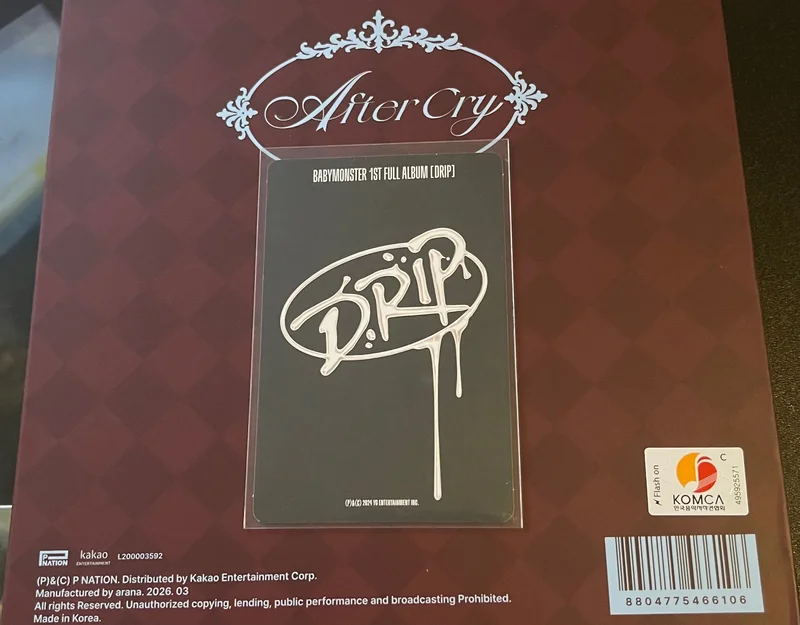 After Cry
BABYMONSTER 1ST FULL ALBUM [DRIP]
DRIP
(P)&(C) 2024 YG ENTERTAINMENT INC.
Flash on
C
KOMCA
한국음악저작권협회
495925571
P NATION
kakao
ENTERTAINMENT
L200003592
(P)&(C) P NATION. Distributed by Kakao Entertainment Corp.
Manufactured by arana. 2026. 03
All rights Reserved. Unauthorized copying, lending, public performance and broadcasting Prohibited.
Made in Korea.
8804775466106